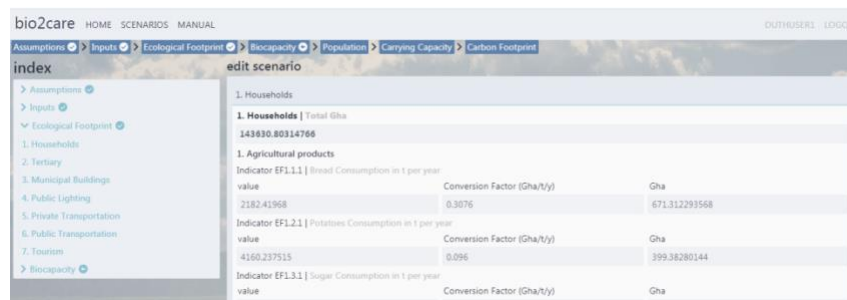 bio2care HOME SCENARIOS MANUAL DUTHUSER1 LOGO
Assumptions > Inputs > Ecological Footprint > Biocapacity > Population > Carrying Capacity > Carbon Footprint
index
edit scenario
> Assumptions
> Inputs
Ecological Footprint
1. Households
2. Tertiary
3. Municipal Buildings
4. Public Lighting
5. Private Transportation
6. Public Transportation
7. Tourism
> Biocapacity
1. Households
1. Households | Total Gha
143630.80314766
1. Agricultural products
Indicator EF1.1.1 | Bread Consumption in t per year
value Conversion Factor (Gha/t/y) Gha
2182.41968 0.3076 671.312293568
Indicator EF1.2.1 | Potatoes Consumption in t per year
value Conversion Factor (Gha/t/y) Gha
4160.237515 0.096 399.38280144
Indicator EF1.3.1 | Sugar Consumption in t per year
value Conversion Factor (Gha/t/y) Gha